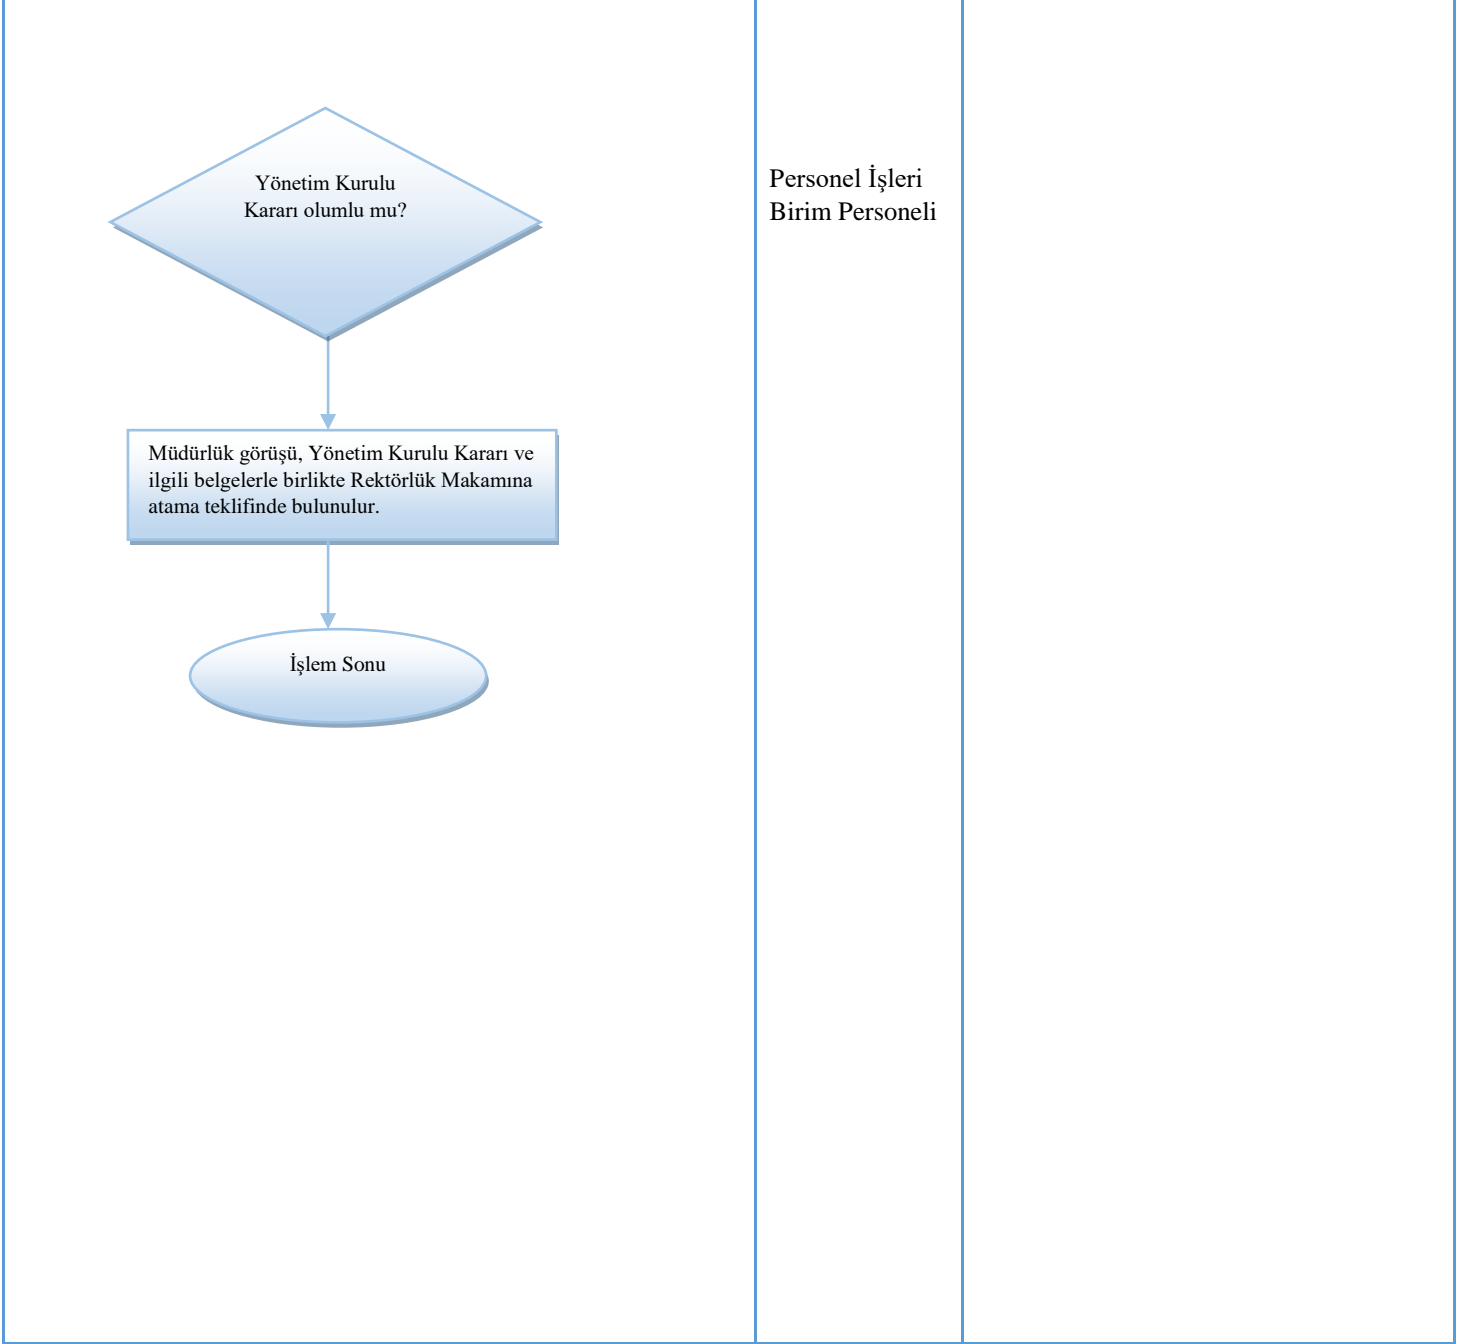 Yönetim Kurulu
Kararı olumlu mu?
Personel İşleri
Birim Personeli
Müdürlük görüşü, Yönetim Kurulu Kararı ve
ilgili belgelerle birlikte Rektörlük Makamına
atama teklifinde bulunulur.
İşlem Sonu